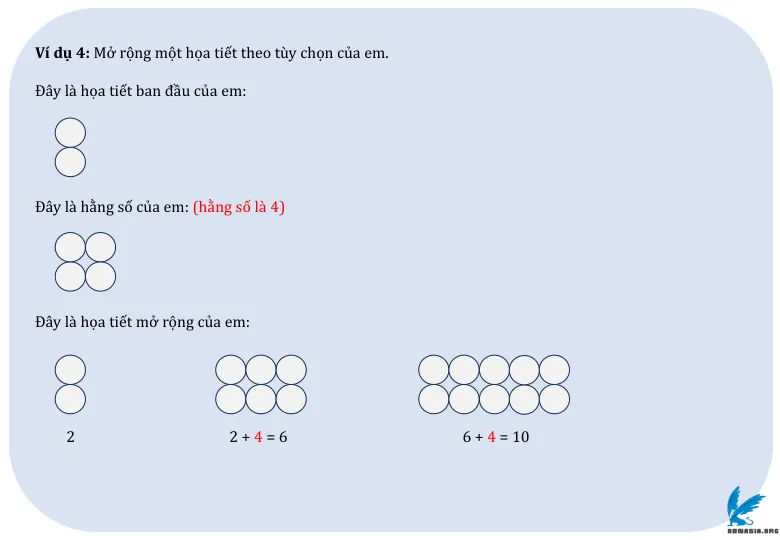 Ví dụ 4: Mở rộng một họa tiết theo tùy chọn của em.
Đây là họa tiết ban đầu của em:
Đây là hằng số của em: (hằng số là 4)
Đây là họa tiết mở rộng của em:
2 2 + 4 = 6 6 + 4 = 10
ABMASIA.ORG